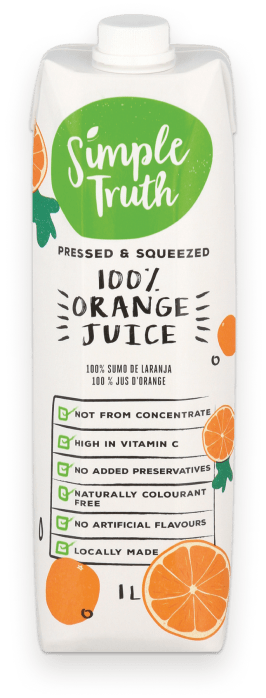 Simple
Truth
PRESSED & SQUEEZED
100%
ORANGE
JUICE
100% SUMO DE LARANJA
100 % JUS D'ORANGE
NOT FROM CONCENTRATE
HIGH IN VITAMIN C
NO ADDED PRESERVATIVES
NATURALLY COLOURANT
FREE
NO ARTIFICIAL FLAVOURS
LOCALLY MADE
1L